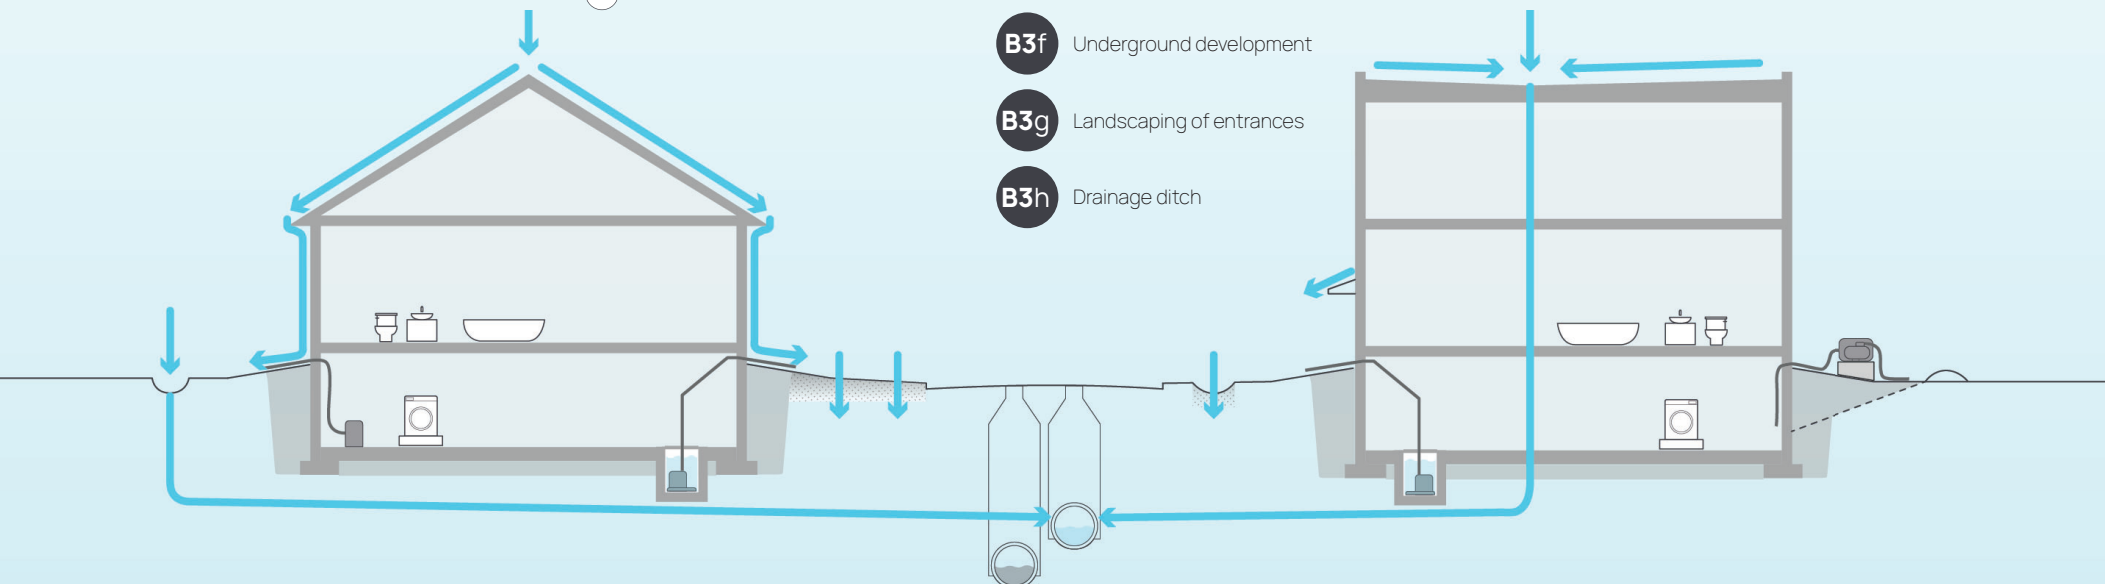 B3f Underground development
B3g Landscaping of entrances
B3h Drainage ditch